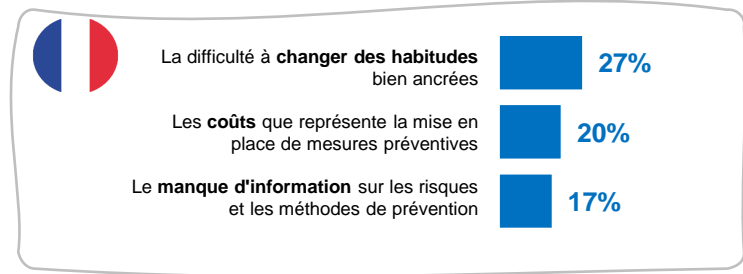 La difficulté à changer des habitudes
bien ancrées
27%
Les coûts que représente la mise en
place de mesures préventives
20%
Le manque d'information sur les risques
et les méthodes de prévention
17%